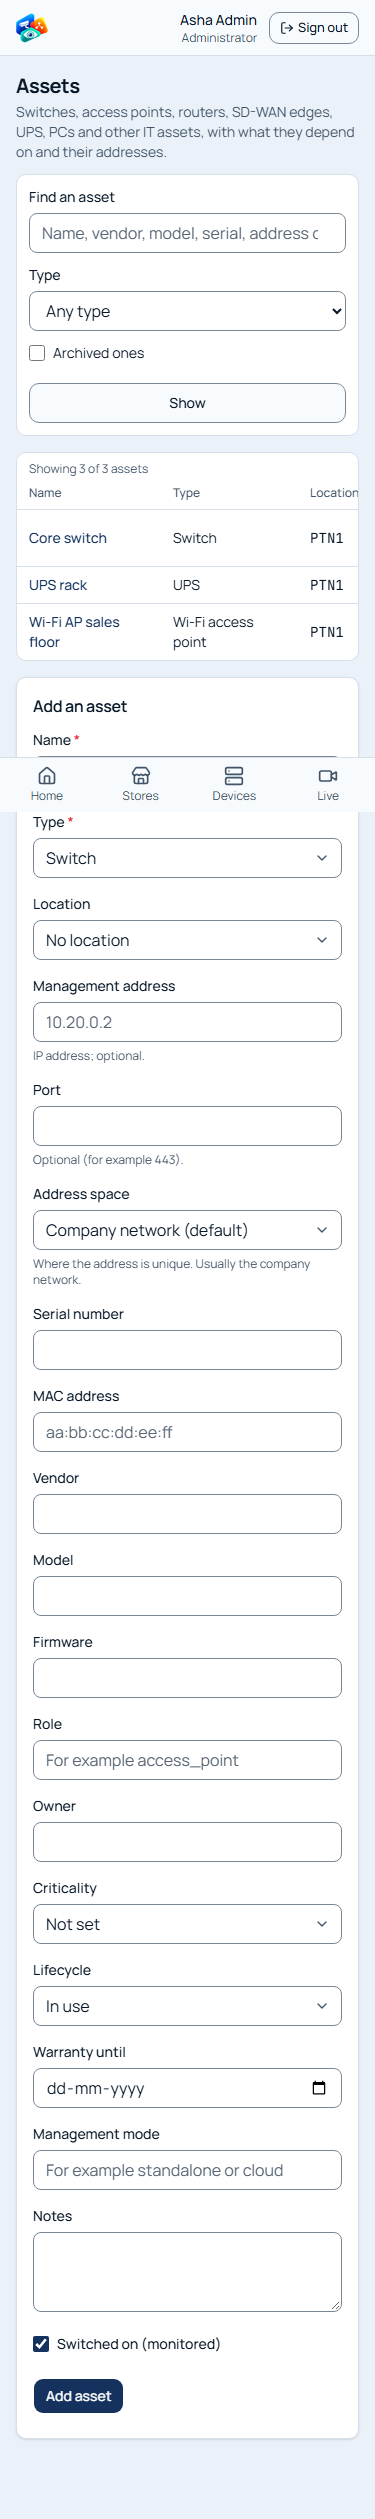 Asha Admin
Administrator
Sign out
Assets
Switches, access points, routers, SD-WAN edges,
UPS, PCs and other IT assets, with what they depend
on and their addresses.
Find an asset
Name, vendor, model, serial, address
Type
Any type
Archived ones
Show
Showing 3 of 3 assets
Name Type Location
Core switch Switch PTN1
UPS rack UPS PTN1
Wi-Fi AP sales
floor
Wi-Fi access
point
PTN1
Add an asset
Name *
Home Stores Devices Live
Type *
Switch
Location
No location
Management address
10.20.0.2
IP address; optional.
Port
Optional (for example 443).
Address space
Company network (default)
Where the address is unique. Usually the company
network.
Serial number
MAC address
aa:bb:cc:dd:ee:ff
Vendor
Model
Firmware
Role
For example access_point
Owner
Criticality
Not set
Lifecycle
In use
Warranty until
dd-mm-yyyy
Management mode
For example standalone or cloud
Notes
Switched on (monitored)
Add asset